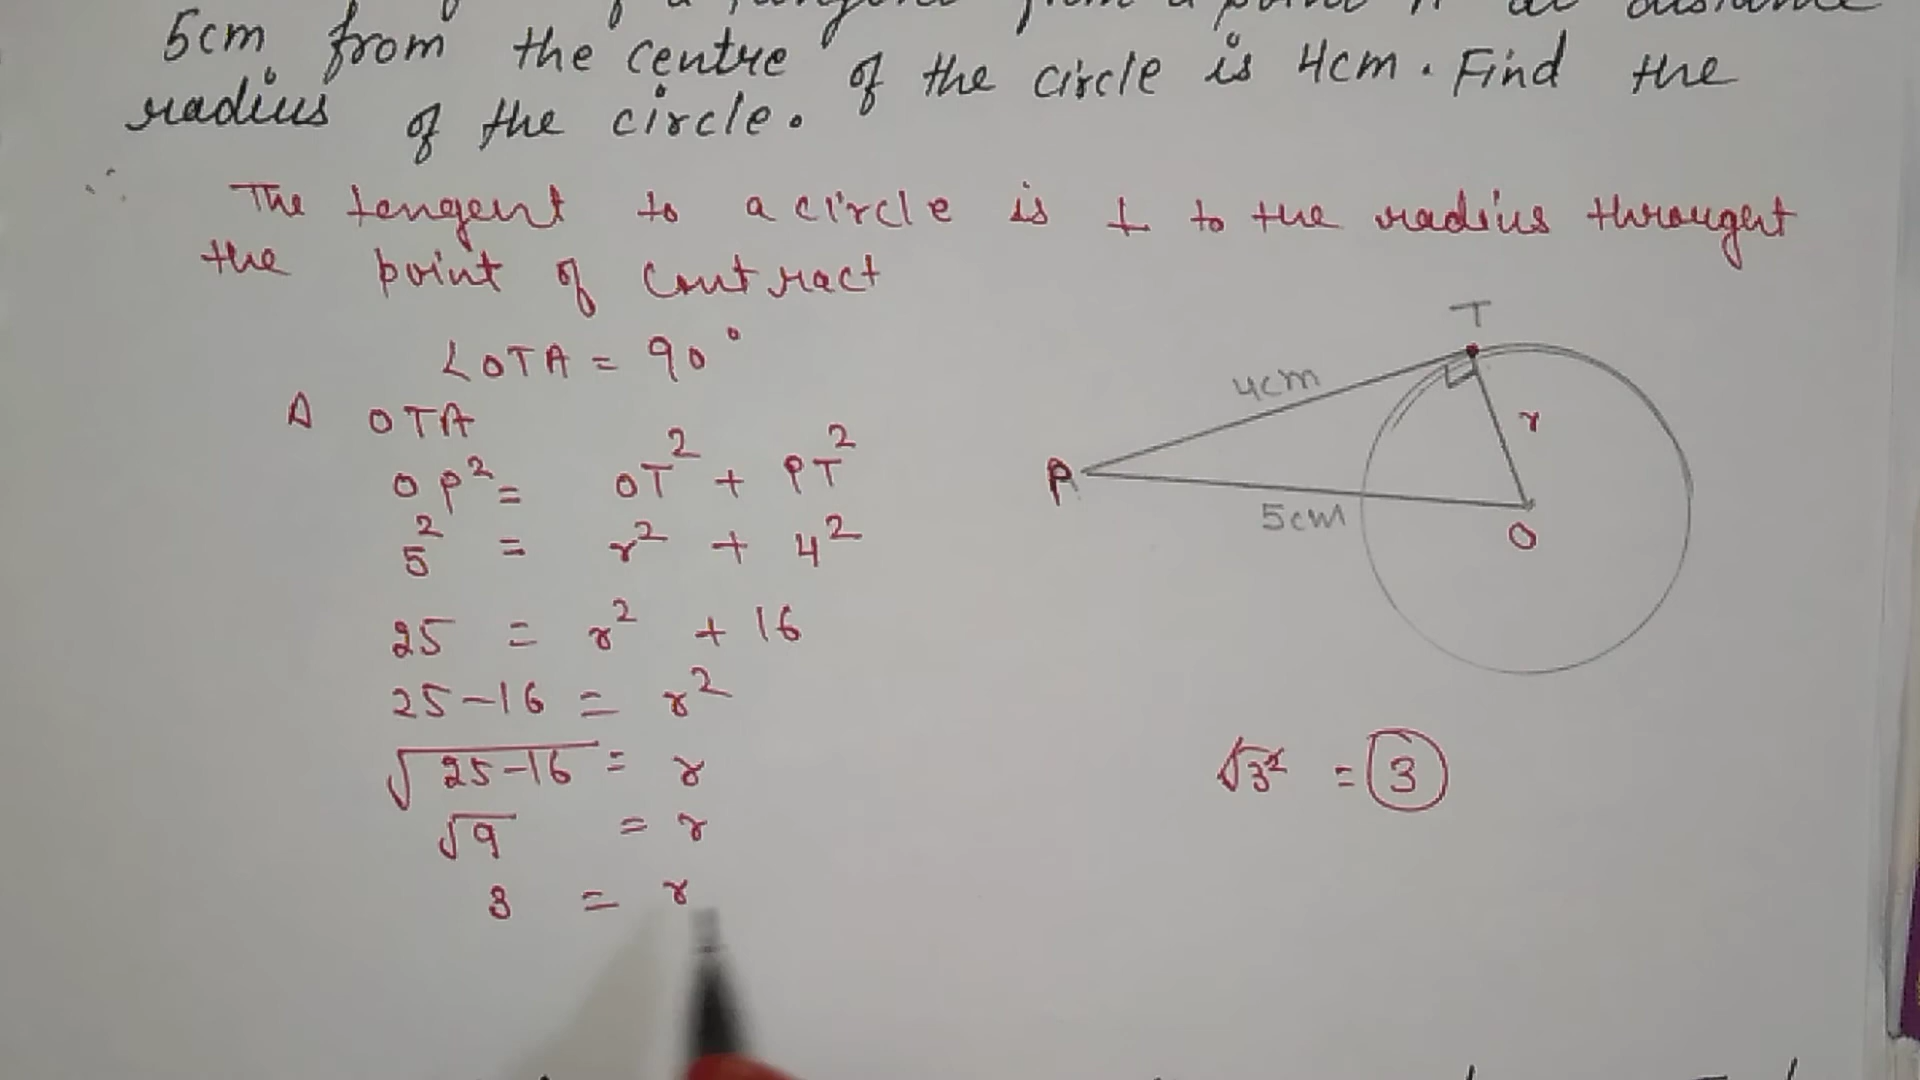 5cm from the centre of the circle is 4cm. Find the
radius of the circle.
∴ The tangent to a circle is ⊥ to the radius throught
the point of Contract
∠OTA = 90°
Δ OTA
OP² = OT² + PT²
5² = r² + 4²
25 = r² + 16
25-16 = r²
√25-16 = r
√9 = r
3 = r
T
4cm
r
P
5cm
O
√3² = 3